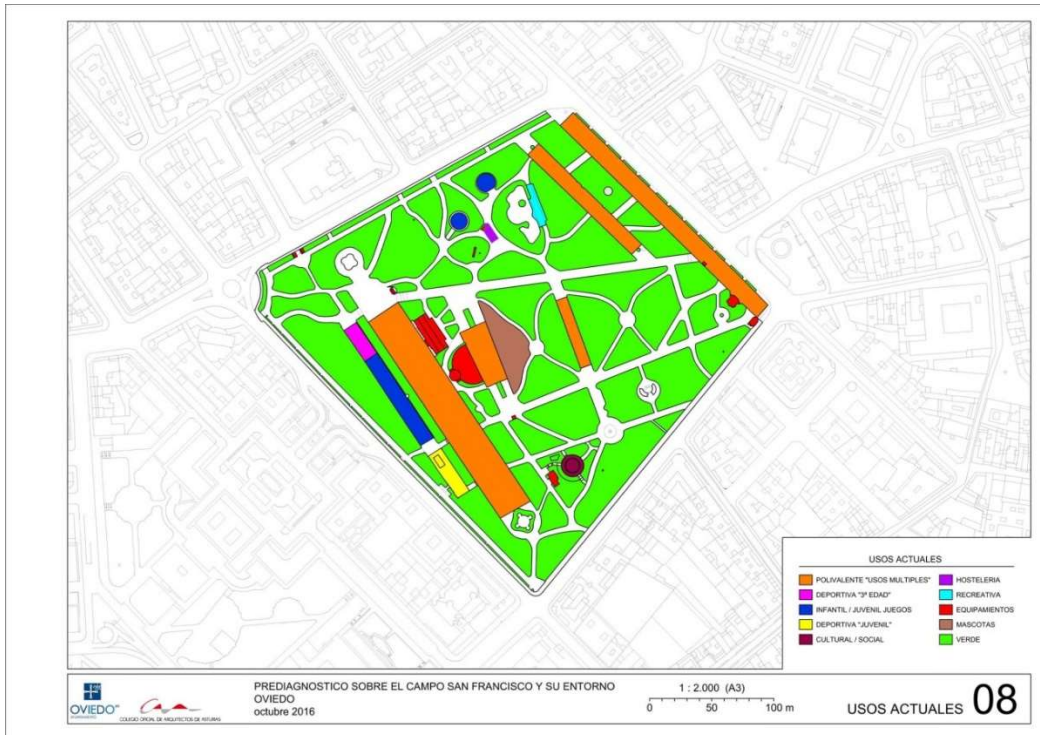 USOS ACTUALES
POLIVALENTE "USOS MULTIPLES"
DEPORTIVA "3ª EDAD"
INFANTIL / JUVENIL JUEGOS
DEPORTIVA "JUVENIL"
CULTURAL / SOCIAL
HOSTELERIA
RECREATIVA
EQUIPAMIENTOS
MASCOTAS
VERDE
OVIEDO
COLEGIO OFICIAL DE ARQUITECTOS DE ASTURIAS
PREDIAGNOSTICO SOBRE EL CAMPO SAN FRANCISCO Y SU ENTORNO
OVIEDO
octubre 2016
1 : 2.000 (A3)
0 50 100 m
USOS ACTUALES 08